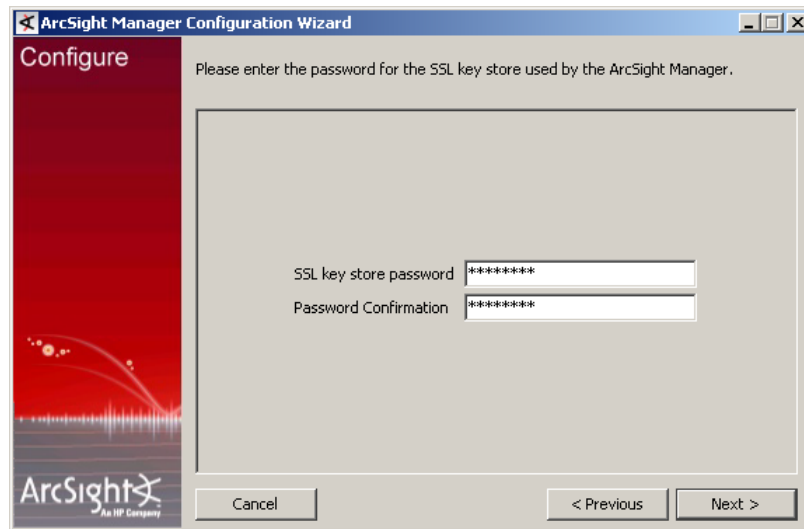 ArcSight Manager Configuration Wizard
Configure
Please enter the password for the SSL key store used by the ArcSight Manager.
SSL key store password ********
Password Confirmation ********
ArcSight
An HP Company
Cancel < Previous Next >